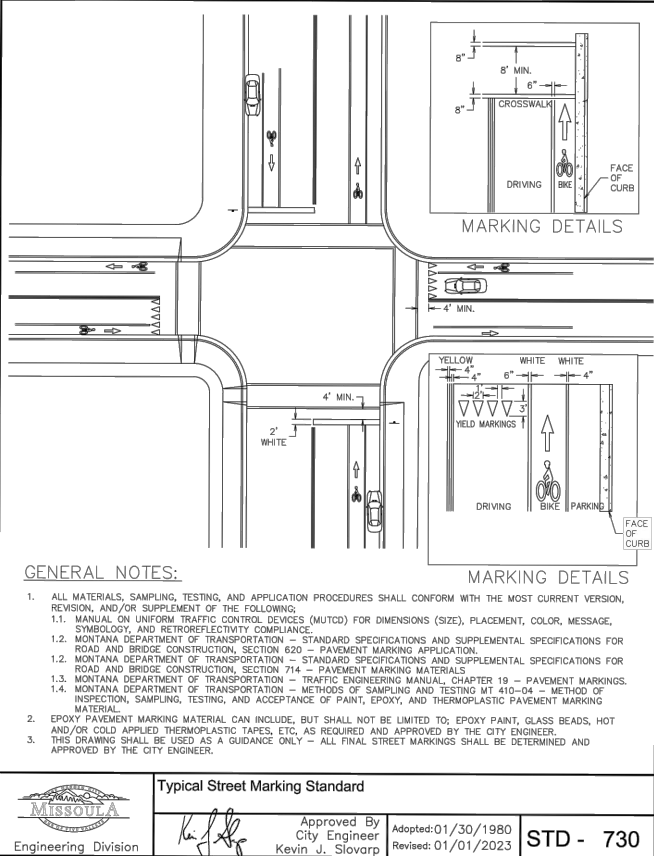 8"
8' MIN.
6"
8"
CROSSWALK
DRIVING
BIKE
FACE
OF
CURB
MARKING DETAILS
4' MIN.
YELLOW
WHITE
WHITE
4"
4"
6"
4"
1'
2'
3'
YIELD MARKINGS
DRIVING
BIKE
PARKING
FACE
OF
CURB
MARKING DETAILS
4' MIN.
2'
WHITE
GENERAL NOTES:
1. ALL MATERIALS, SAMPLING, TESTING, AND APPLICATION PROCEDURES SHALL CONFORM WITH THE MOST CURRENT VERSION,
REVISION, AND/OR SUPPLEMENT OF THE FOLLOWING;
1.1. MANUAL ON UNIFORM TRAFFIC CONTROL DEVICES (MUTCD) FOR DIMENSIONS (SIZE), PLACEMENT, COLOR, MESSAGE,
SYMBOLOGY, AND RETROREFLECTIVITY COMPLIANCE.
1.2. MONTANA DEPARTMENT OF TRANSPORTATION – STANDARD SPECIFICATIONS AND SUPPLEMENTAL SPECIFICATIONS FOR
ROAD AND BRIDGE CONSTRUCTION, SECTION 620 – PAVEMENT MARKING APPLICATION.
1.2. MONTANA DEPARTMENT OF TRANSPORTATION – STANDARD SPECIFICATIONS AND SUPPLEMENTAL SPECIFICATIONS FOR
ROAD AND BRIDGE CONSTRUCTION, SECTION 714 – PAVEMENT MARKING MATERIALS
1.3. MONTANA DEPARTMENT OF TRANSPORTATION – TRAFFIC ENGINEERING MANUAL, CHAPTER 19 – PAVEMENT MARKINGS.
1.4. MONTANA DEPARTMENT OF TRANSPORTATION – METHODS OF SAMPLING AND TESTING MT 410–04 – METHOD OF
INSPECTION, SAMPLING, TESTING, AND ACCEPTANCE OF PAINT, EPOXY, AND THERMOPLASTIC PAVEMENT MARKING
MATERIAL.
2. EPOXY PAVEMENT MARKING MATERIAL CAN INCLUDE, BUT SHALL NOT BE LIMITED TO; EPOXY PAINT, GLASS BEADS, HOT
AND/OR COLD APPLIED THERMOPLASTIC TAPES, ETC, AS REQUIRED AND APPROVED BY THE CITY ENGINEER.
3. THIS DRAWING SHALL BE USED AS A GUIDANCE ONLY – ALL FINAL STREET MARKINGS SHALL BE DETERMINED AND
APPROVED BY THE CITY ENGINEER.
MISSOULA
Engineering Division
Typical Street Marking Standard
Approved By
City Engineer
Kevin J. Slovarp
Adopted: 01/30/1980
Revised: 01/01/2023
STD - 730